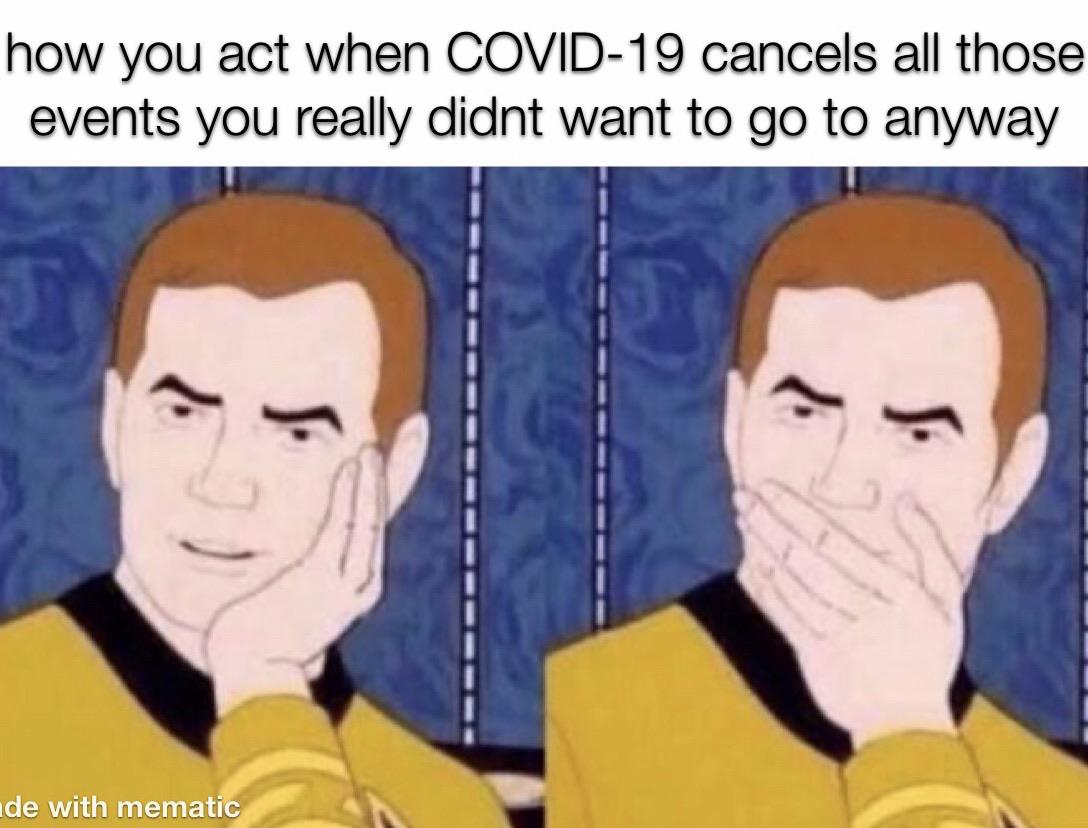 how you act when COVID-19 cancels all those
events you really didnt want to go to anyway
de with mematic